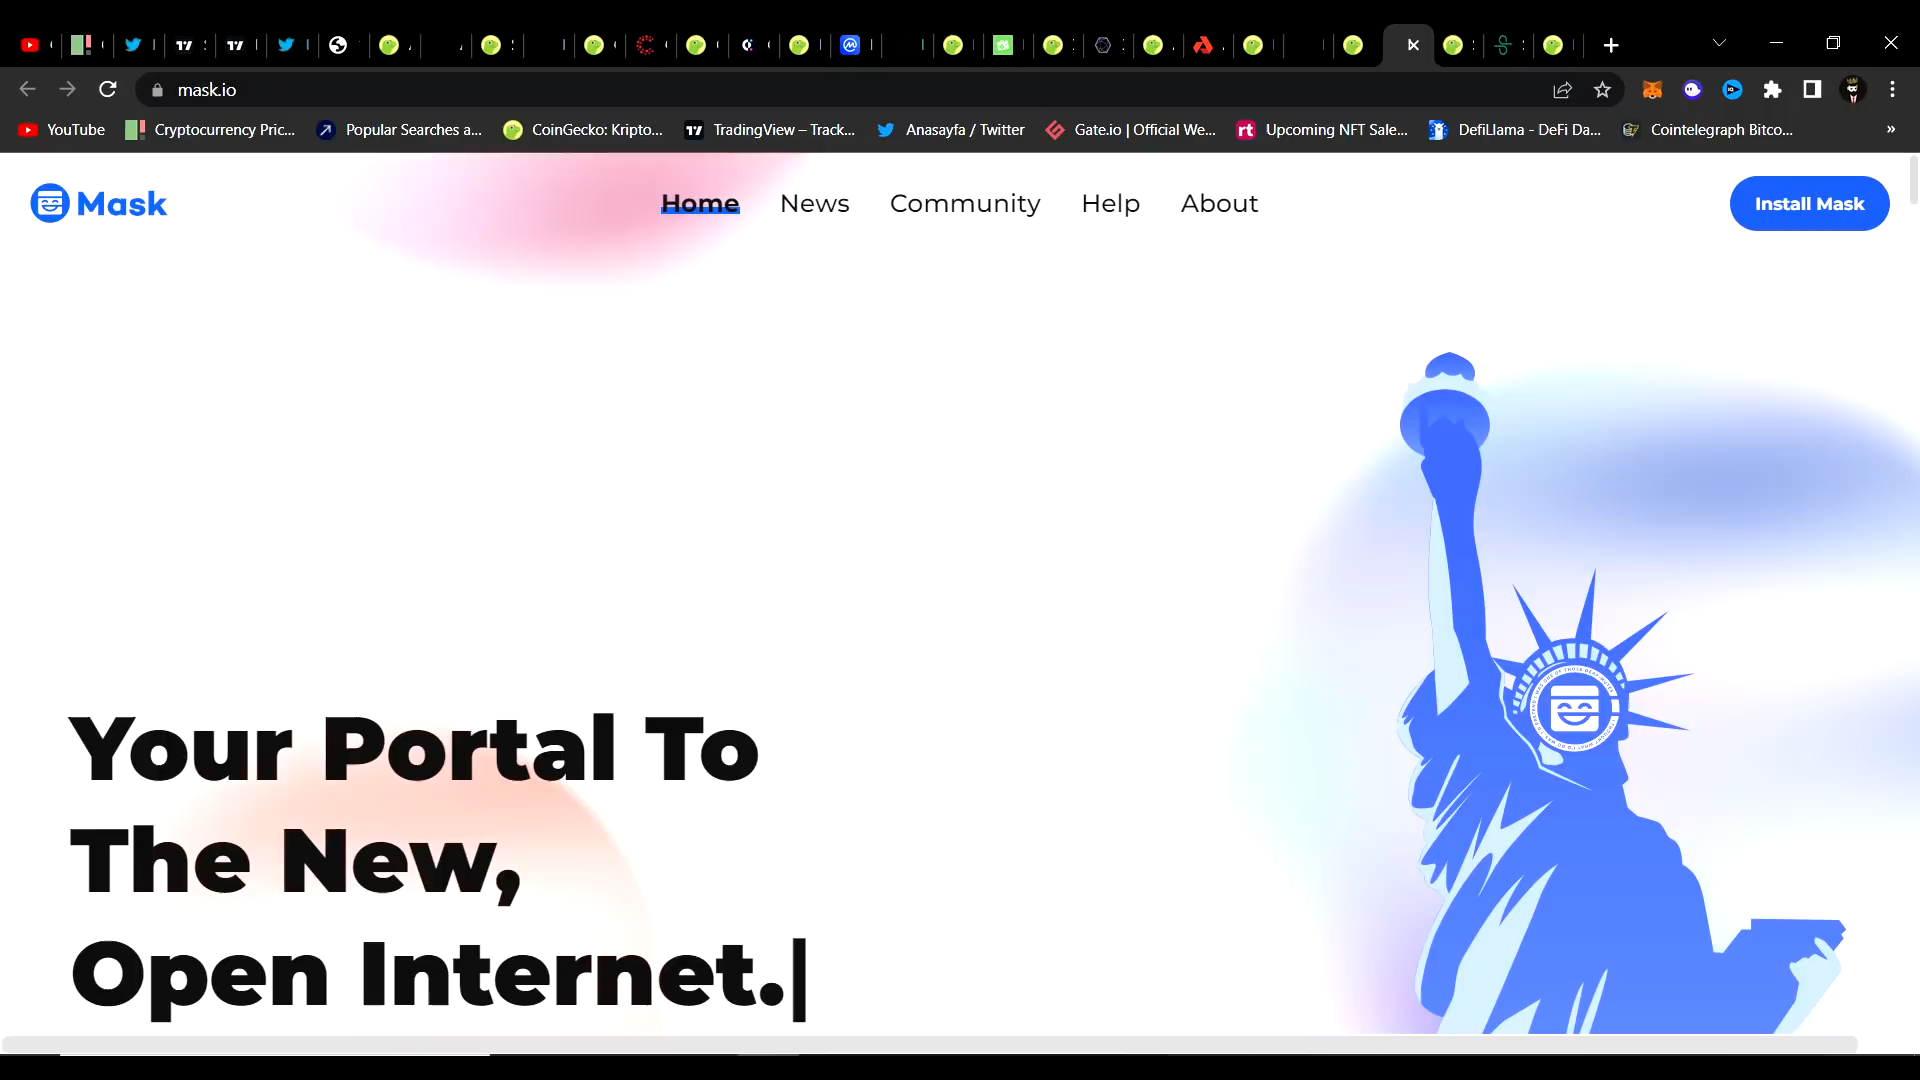 mask.io
YouTube
Cryptocurrency Pric...
Popular Searches a...
CoinGecko: Kripto...
TradingView – Track...
Anasayfa / Twitter
Gate.io | Official We...
Upcoming NFT Sale...
DefiLlama - DeFi Da...
Cointelegraph Bitco...
»
Mask
Home
News
Community
Help
About
Install Mask
Your Portal To
The New,
Open Internet.|